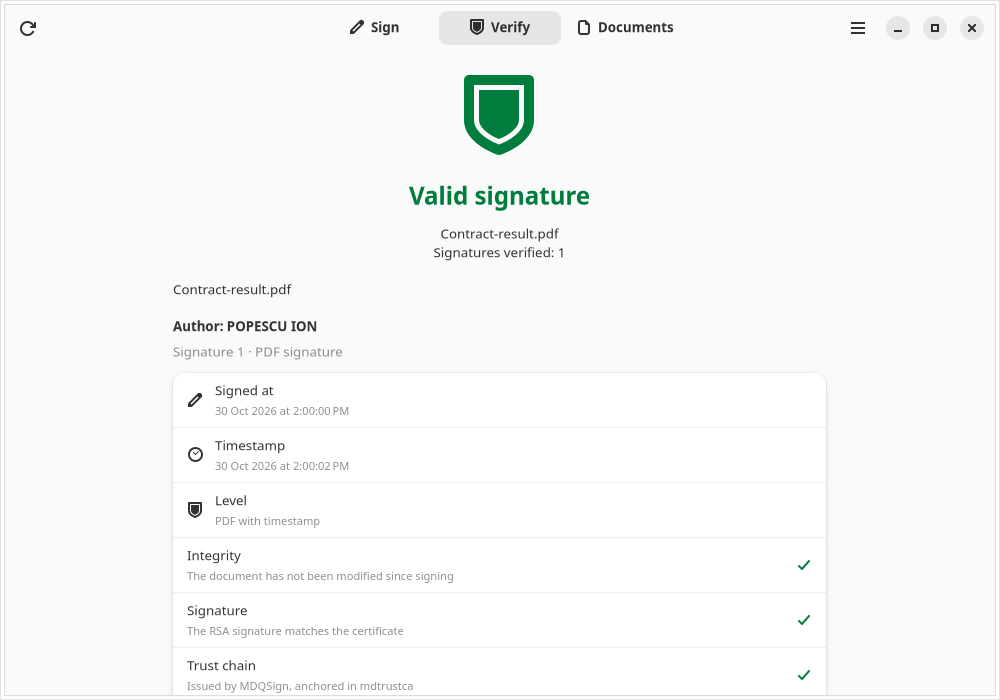 Sign
Verify
Documents
Valid signature
Contract-result.pdf
Signatures verified: 1
Contract-result.pdf
Author: POPESCU ION
Signature 1 · PDF signature
Signed at
30 Oct 2026 at 2:00:00 PM
Timestamp
30 Oct 2026 at 2:00:02 PM
Level
PDF with timestamp
Integrity
The document has not been modified since signing
Signature
The RSA signature matches the certificate
Trust chain
Issued by MDQSign, anchored in mdtrustca